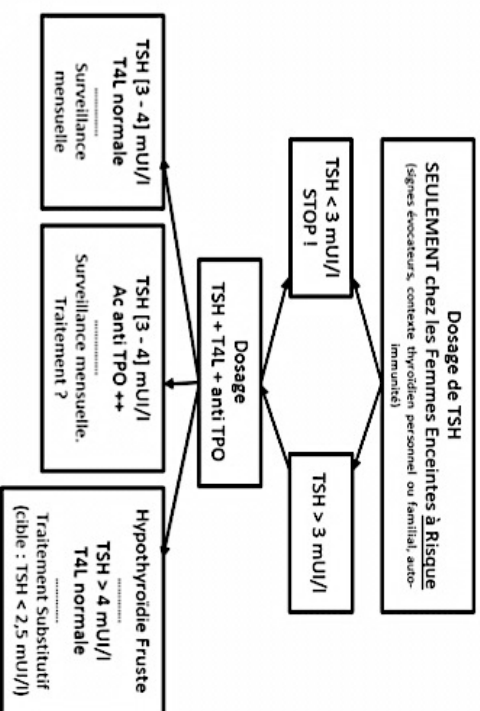 Dosage de TSH
SEULEMENT chez les Femmes Enceintes à Risque
(signes évocateurs, contexte thyroïdien personnel ou familial, auto-
immunité)
TSH < 3 mUI/l
STOP !
TSH > 3 mUI/l
Dosage
TSH + T4L + anti TPO
TSH [3 - 4] mUI/l
T4L normale
............
Surveillance
mensuelle
TSH [3 - 4] mUI/l
Ac anti TPO ++
............
Surveillance mensuelle.
Traitement ?
Hypothyroïdie Fruste
............
TSH > 4 mUI/l
T4L normale
............
Traitement Substitutif
(cible : TSH < 2,5 mUI/l)